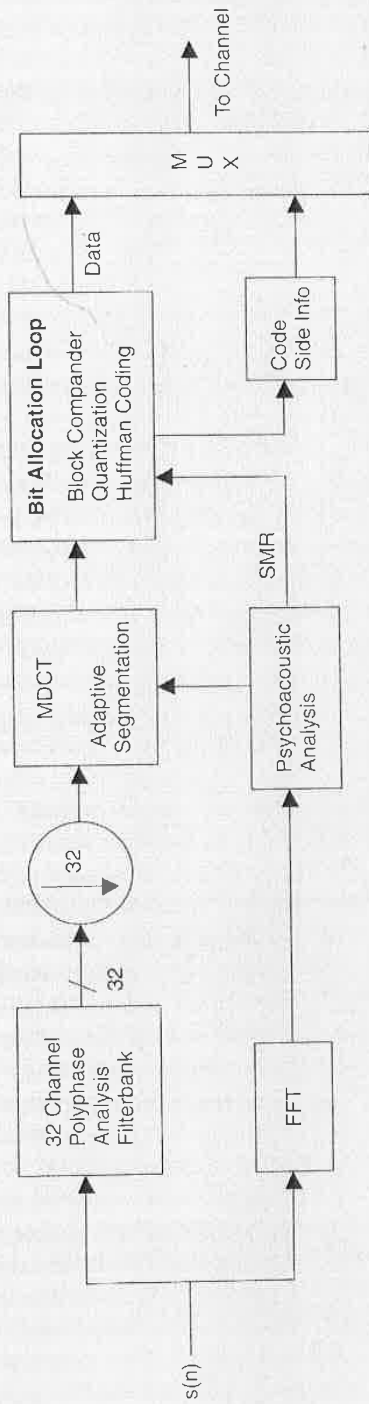 s(n)
32 Channel
Polyphase
Analysis
Filterbank
32
32
MDCT
Adaptive
Segmentation
Bit Allocation Loop
Block Compander
Quantization
Huffman Coding
Data
M
U
X
To Channel
FFT
Psychoacoustic
Analysis
SMR
Code
Side Info